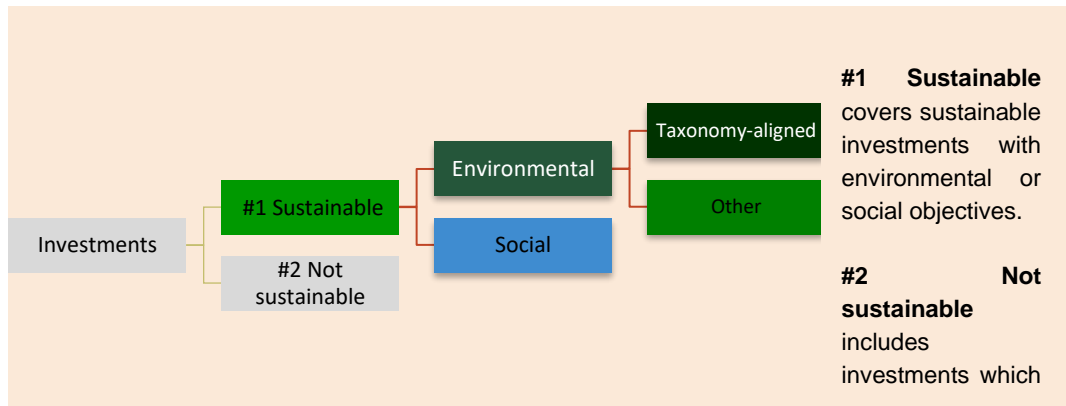 Investments
#1 Sustainable
#2 Not
sustainable
Environmental
Social
Taxonomy-aligned
Other
#1 Sustainable
covers sustainable
investments with
environmental or
social objectives.
#2 Not
sustainable
includes
investments which